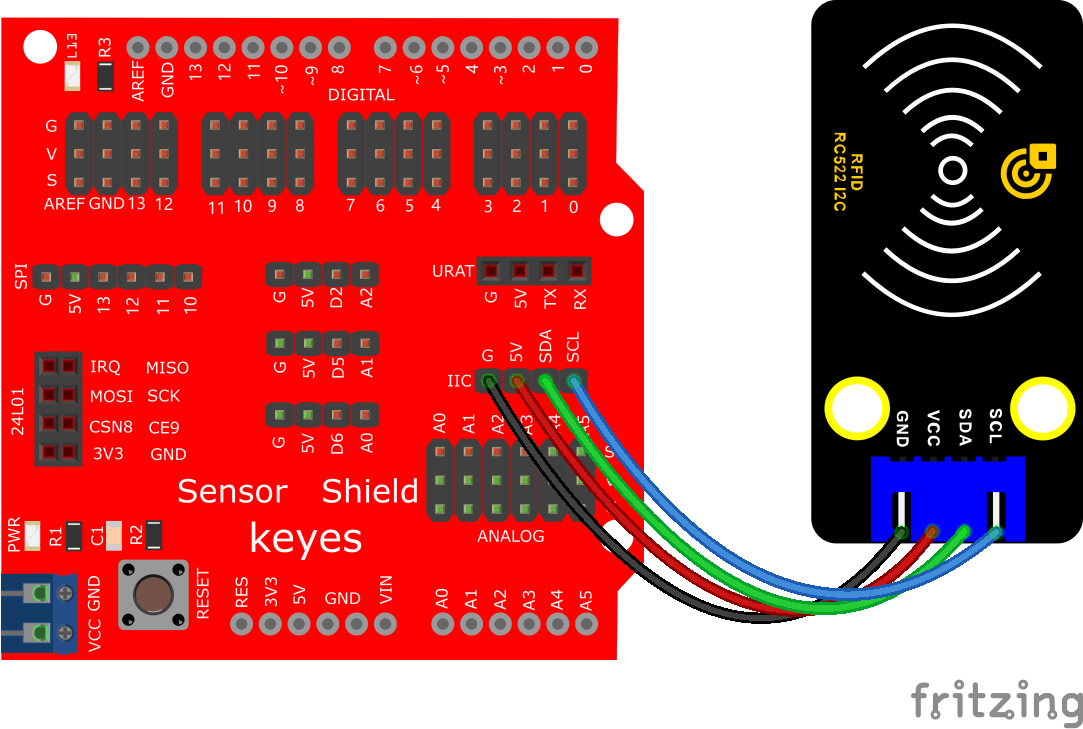 L13
R3
AREF GND 13 12 11 ~10 ~9 8 7 ~6 ~5 4 ~3 2 1 0
DIGITAL
G
V
S
AREF GND 13 12 11 10 9 8 7 6 5 4 3 2 1 0
SPI
G 5V 13 12 11 10
G 5V D2 A2
URAT
G 5V TX RX
G 5V D5 A1
G 5V SDA SCL
IIC
G 5V D6 A0
24L01
IRQ MISO
MOSI SCK
CSN8 CE9
3V3 GND
A0 A1 A2 A3 A4 A5
S
ANALOG
Sensor Shield
keyes
PWR
R1
C1
R2
RESET
VCC GND
RES 3V3 5V GND VIN
A0 A1 A2 A3 A4 A5
RFID
RC522 I2C
GND VCC SDA SCL
fritzing